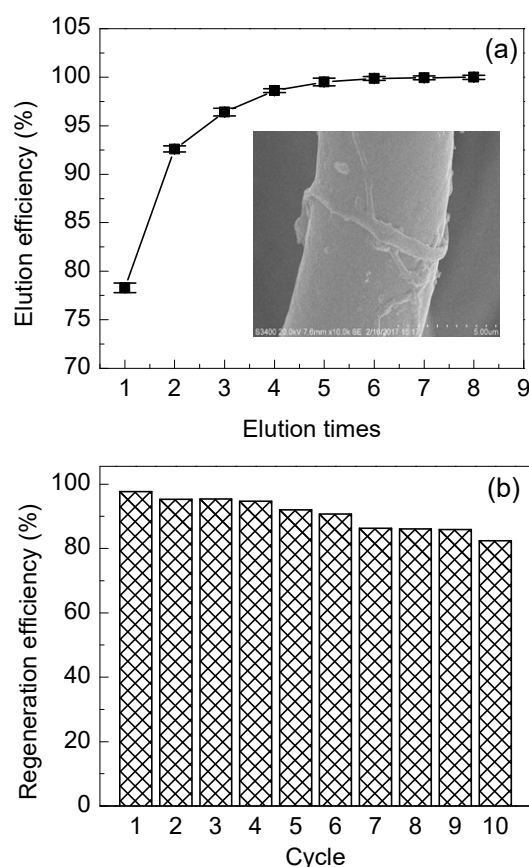 (a)
Elution efficiency (%)
105
100
95
90
85
80
75
70
S3400 20.0kV 7.6mm x10.0k SE 2/16/2017 15:17
5.00um
1 2 3 4 5 6 7 8 9
Elution times
(b)
Regeneration efficiency (%)
100
80
60
40
20
0
1 2 3 4 5 6 7 8 9 10
Cycle